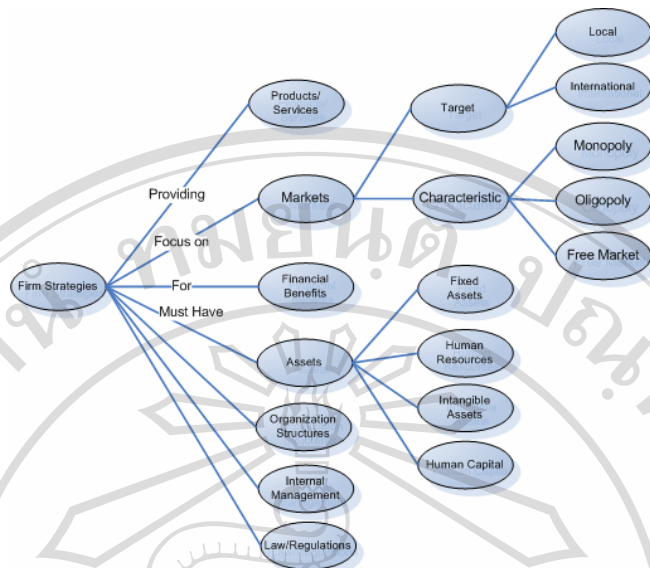 Local
Products/
Services
Target
International
Monopoly
Providing
Markets
Characteristic
Oligopoly
Focus on
Free Market
Firm Strategies
For
Financial
Benefits
Fixed
Assets
Must Have
Assets
Human
Resources
Intangible
Assets
Organization
Structures
Human Capital
Internal
Management
Law/Regulations